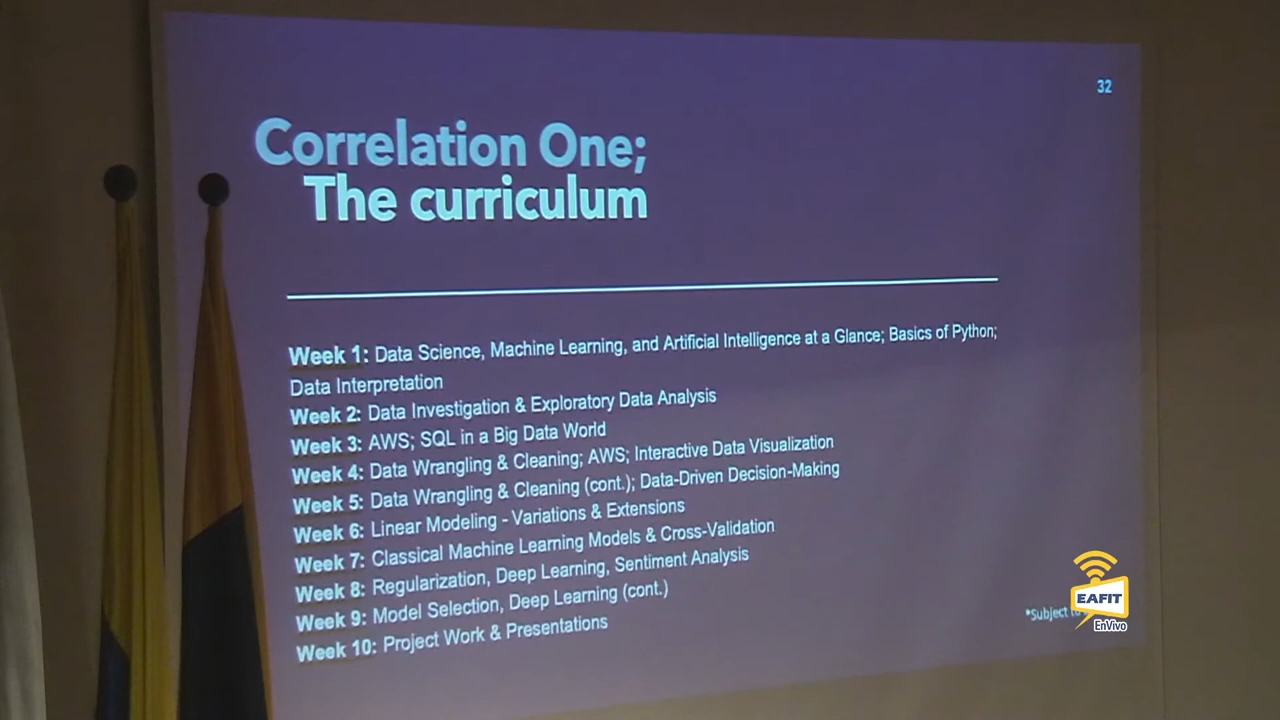 32
Correlation One;
The curriculum
Week 1: Data Science, Machine Learning, and Artificial Intelligence at a Glance; Basics of Python;
Data Interpretation
Week 2: Data Investigation & Exploratory Data Analysis
Week 3: AWS; SQL in a Big Data World
Week 4: Data Wrangling & Cleaning; AWS; Interactive Data Visualization
Week 5: Data Wrangling & Cleaning (cont.); Data-Driven Decision-Making
Week 6: Linear Modeling - Variations & Extensions
Week 7: Classical Machine Learning Models & Cross-Validation
Week 8: Regularization, Deep Learning, Sentiment Analysis
Week 9: Model Selection, Deep Learning (cont.)
Week 10: Project Work & Presentations
*Subject
EAFIT
EnVivo